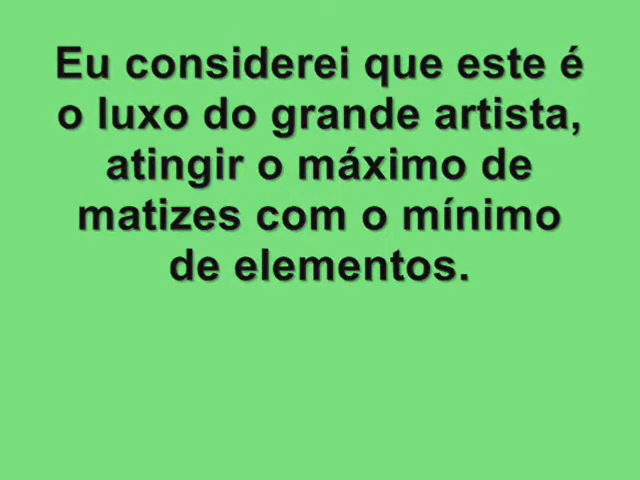 Eu considerei que este é
o luxo do grande artista,
atingir o máximo de
matizes com o mínimo
de elementos.